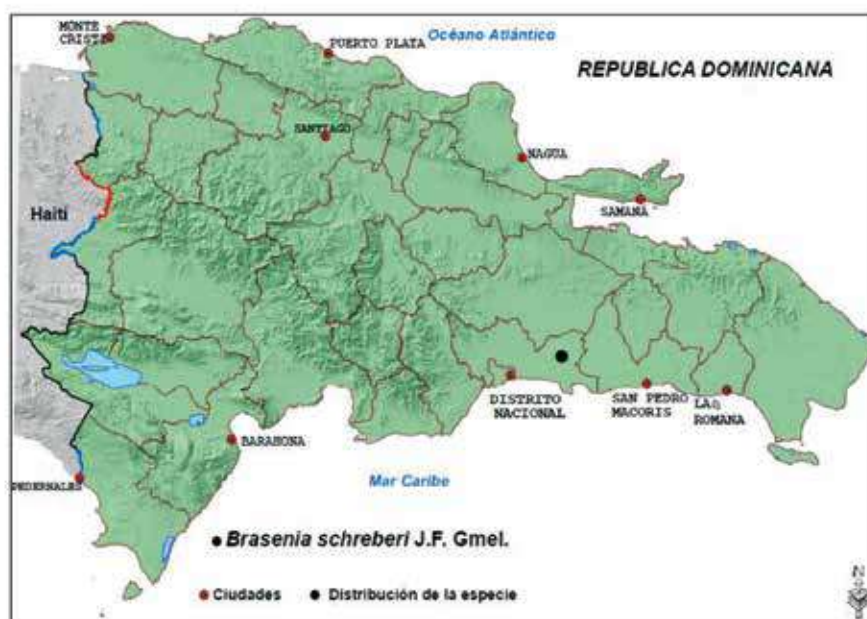 MONTE
CRISTI
PUERTO PLATA
Océano Atlántico
REPUBLICA DOMINICANA
SANTIAGO
NAGUA
Haití
SAMANA
DISTRITO
NACIONAL
SAN PEDRO
MACORIS
LA
ROMANA
BARAHONA
PEDERNALES
Mar Caribe
Brasenia schreberi J.F. Gmel.
Ciudades
Distribución de la especie